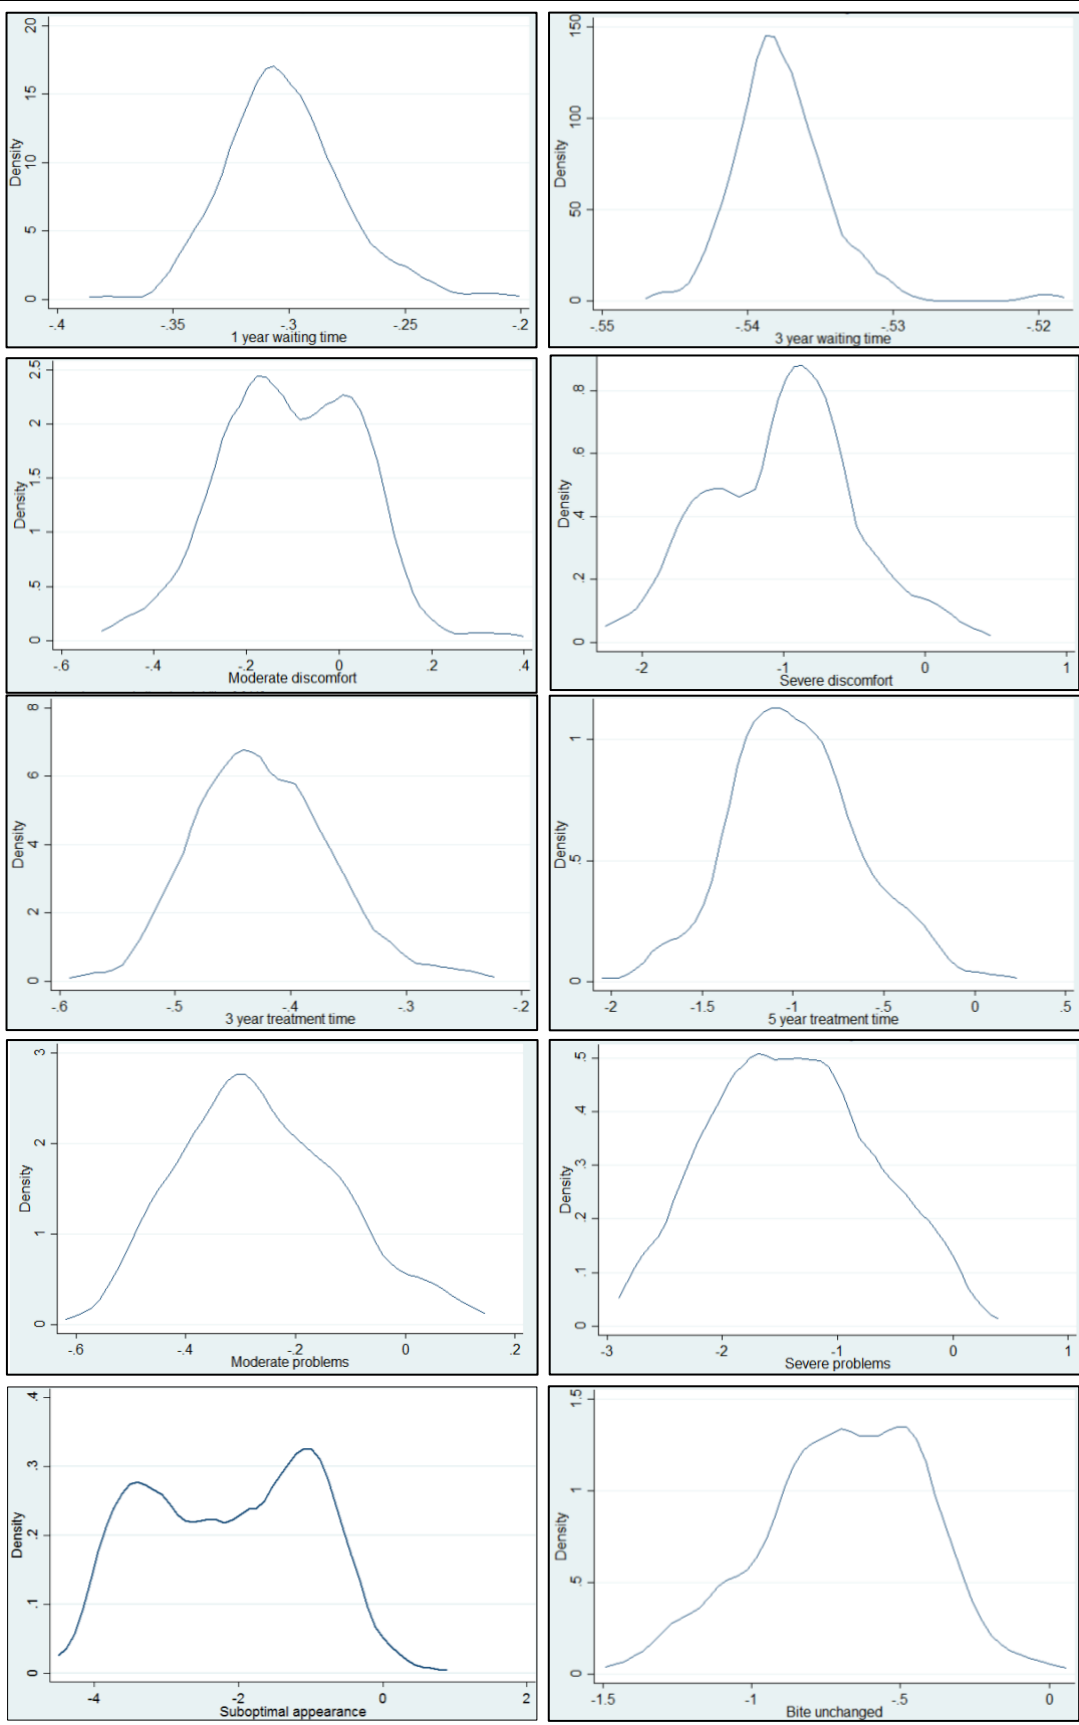 20
15
10
5
0
Density
-.4 -.35 -.3 -.25 -.2
1 year waiting time
150
100
50
0
Density
-.55 -.54 -.53 -.52
3 year waiting time
2.5
2
1.5
1
.5
0
Density
-.6 -.4 -.2 0 .2 .4
Moderate discomfort
.8
.6
.4
.2
0
Density
-2 -1 0 1
Severe discomfort
8
6
4
2
0
Density
-.6 -.5 -.4 -.3 -.2
3 year treatment time
1
.5
0
Density
-2 -1.5 -1 -.5 0 .5
5 year treatment time
3
2
1
0
Density
-.6 -.4 -.2 0 .2
Moderate problems
.5
.4
.3
.2
.1
0
Density
-3 -2 -1 0 1
Severe problems
.4
.3
.2
.1
0
Density
-4 -2 0 2
Suboptimal appearance
1.5
1
.5
0
Density
-1.5 -1 -.5 0
Bite unchanged